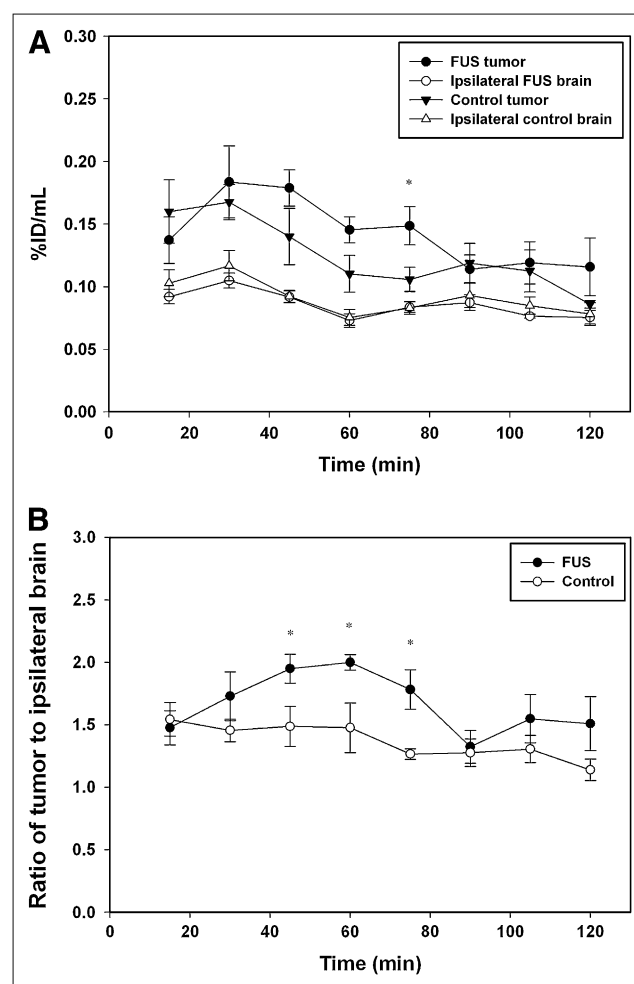 A
0.30
0.25
0.20
0.15
0.10
0.05
0.00
%ID/mL
FUS tumor
Ipsilateral FUS brain
Control tumor
Ipsilateral control brain
*
0 20 40 60 80 100 120
Time (min)
B
3.0
2.5
2.0
1.5
1.0
0.5
0.0
Ratio of tumor to ipsilateral brain
FUS
Control
* * *
0 20 40 60 80 100 120
Time (min)